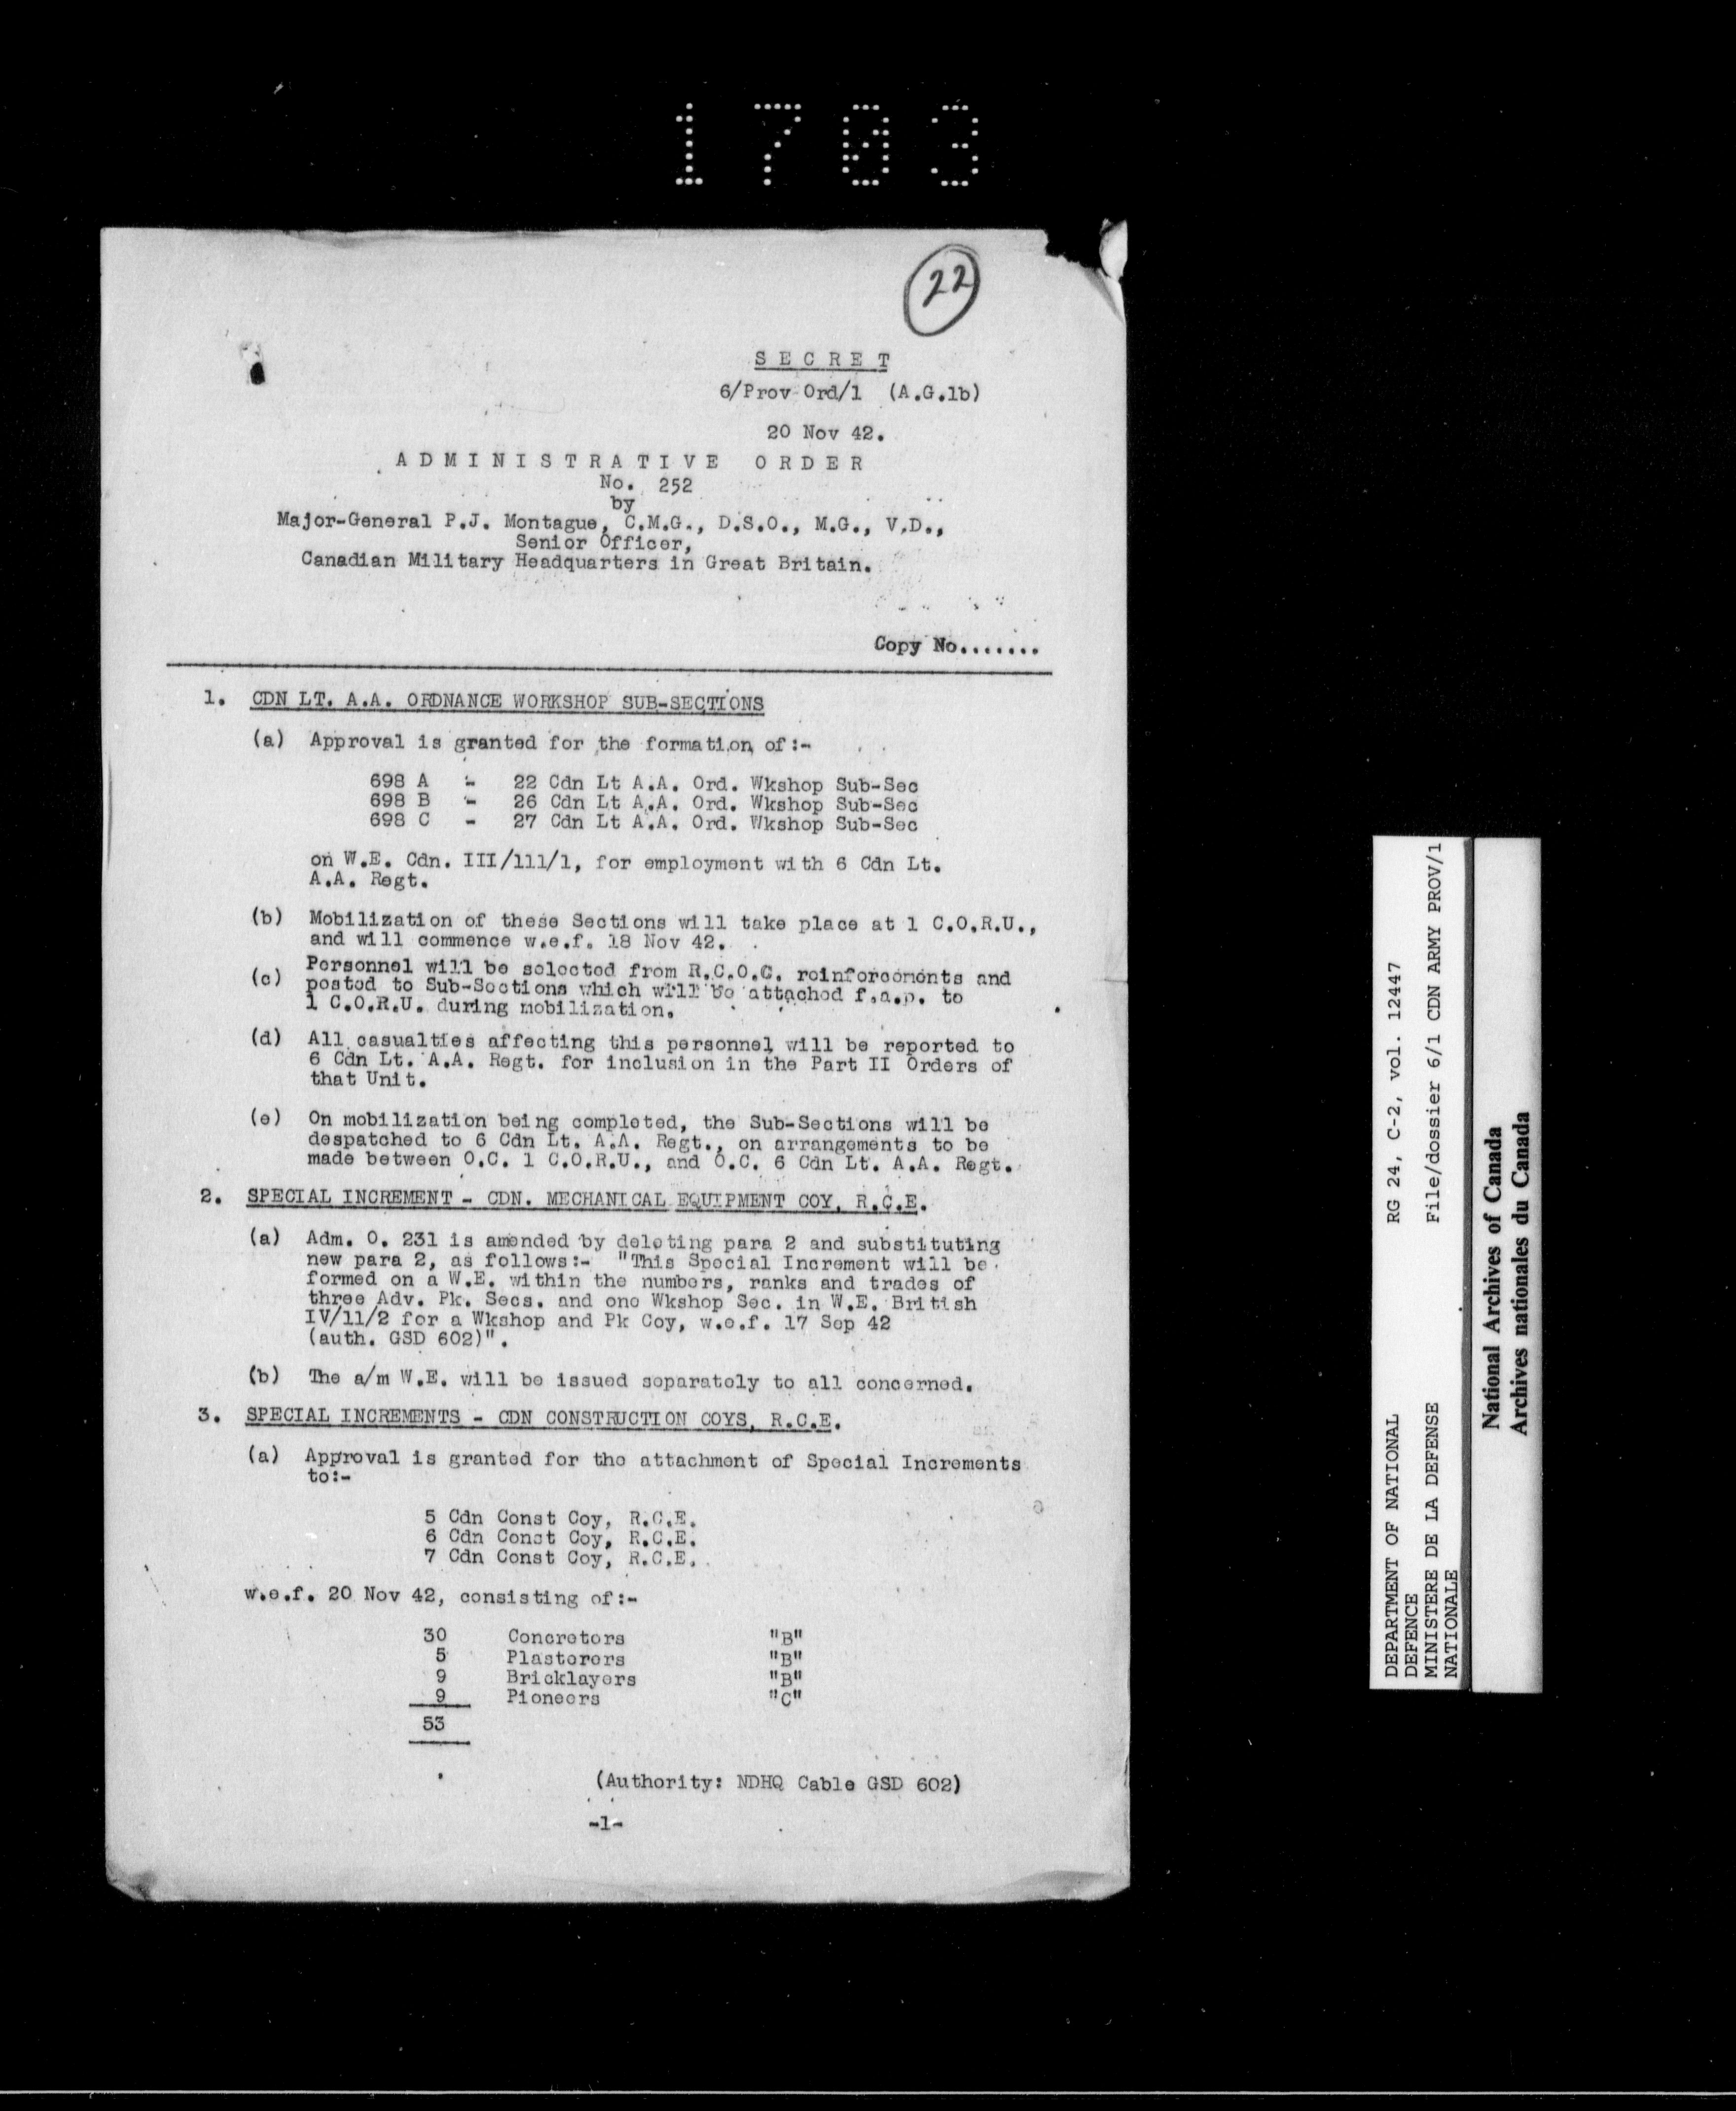 1703
22
SECRET
6/Prov Ord/1 (A.G.1b)
20 Nov 42.
ADMINISTRATIVE ORDER
No. 252
by
Major-General P.J. Montague, C.M.G., D.S.O., M.G., V.D.,
Senior Officer,
Canadian Military Headquarters in Great Britain.
Copy No.......
1. CDN LT. A.A. ORDNANCE WORKSHOP SUB-SECTIONS
(a) Approval is granted for the formation of:-
698 A - 22 Cdn Lt A.A. Ord. Wkshop Sub-Sec
698 B - 26 Cdn Lt A.A. Ord. Wkshop Sub-Sec
698 C - 27 Cdn Lt A.A. Ord. Wkshop Sub-Sec
on W.E. Cdn. III/111/1, for employment with 6 Cdn Lt.
A.A. Regt.
(b) Mobilization of these Sections will take place at 1 C.O.R.U.,
and will commence w.e.f. 18 Nov 42.
(c) Personnel will be selected from R.C.O.C. reinforcements and
posted to Sub-Sections which will be attached f.a.p. to
1 C.O.R.U. during mobilization.
(d) All casualties affecting this personnel will be reported to
6 Cdn Lt. A.A. Regt. for inclusion in the Part II Orders of
that Unit.
(e) On mobilization being completed, the Sub-Sections will be
despatched to 6 Cdn Lt. A.A. Regt., on arrangements to be
made between O.C. 1 C.O.R.U., and O.C. 6 Cdn Lt. A.A. Regt.
2. SPECIAL INCREMENT - CDN. MECHANICAL EQUIPMENT COY, R.C.E.
(a) Adm. O. 231 is amended by deleting para 2 and substituting
new para 2, as follows:- "This Special Increment will be
formed on a W.E. within the numbers, ranks and trades of
three Adv. Pk. Secs. and one Wkshop Sec. in W.E. British
IV/11/2 for a Wkshop and Pk Coy, w.e.f. 17 Sep 42
(auth. GSD 602)".
(b) The a/m W.E. will be issued separately to all concerned.
3. SPECIAL INCREMENTS - CDN CONSTRUCTION COYS, R.C.E.
(a) Approval is granted for the attachment of Special Increments
to:-
5 Cdn Const Coy, R.C.E.
6 Cdn Const Coy, R.C.E.
7 Cdn Const Coy, R.C.E.
w.e.f. 20 Nov 42, consisting of:-
30 Concretors "B"
5 Plasterers "B"
9 Bricklayers "B"
9 Pioneers "C"
53
(Authority: NDHQ Cable GSD 602)
-1-
DEPARTMENT OF NATIONAL RG 24, C-2, vol. 12447
DEFENCE
MINISTERE DE LA DEFENSE File/dossier 6/1 CDN ARMY PROV/1
NATIONALE
National Archives of Canada
Archives nationales du Canada